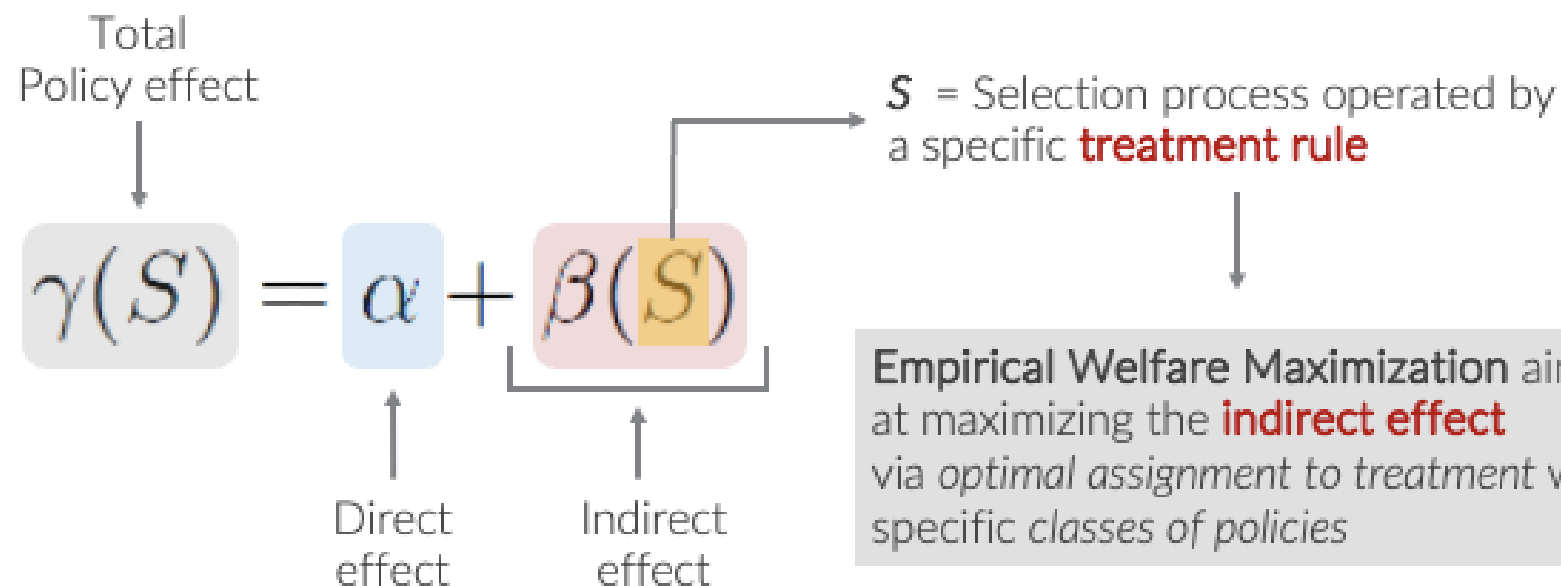 Total
Policy effect
S = Selection process operated by
a specific treatment rule
γ(S) = α + β(S)
Empirical Welfare Maximization
at maximizing the indirect effect
via optimal assignment to treatment
specific classes of policies
Direct
effect
Indirect
effect